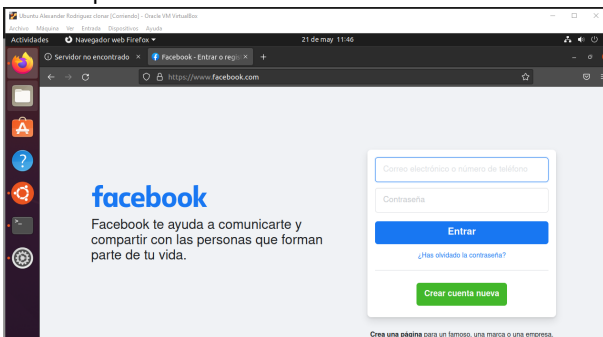 Ubuntu Alexander Rodriguez clonar [Corriendo] - Oracle VM VirtualBox
Archivo Máquina Ver Entrada Dispositivos Ayuda
Actividades Navegador web Firefox 21 de may 11:46
Servidor no encontrado × Facebook - Entrar o regis × +
https://www.facebook.com
Correo electrónico o número de teléfono
Contraseña
facebook
Entrar
Facebook te ayuda a comunicarte y
compartir con las personas que forman
parte de tu vida.
¿Has olvidado la contraseña?
Crear cuenta nueva
Crea una página para un famoso, una marca o una empresa.